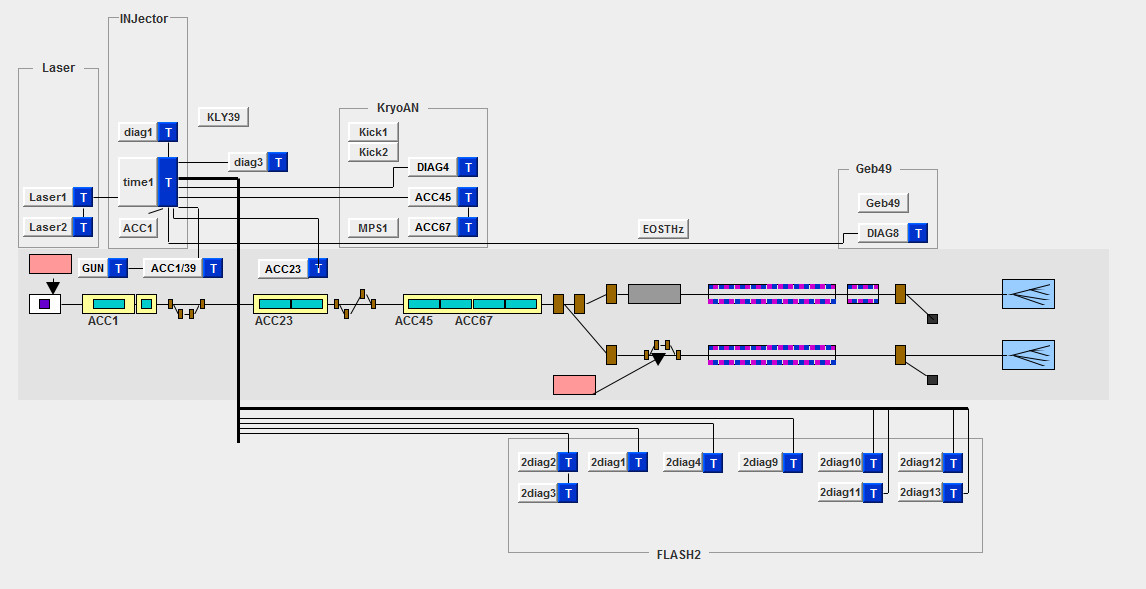 INJector
Laser
KLY39
KryoAN
diag1 T
Kick1
Kick2
diag3 T
DIAG4 T
Geb49
time1 T
Laser1 T
ACC45 T
Geb49
Laser2 T
ACC1
MPS1
ACC67 T
EOSTHz
DIAG8 T
GUN T
ACC1/39 T
ACC23 T
ACC1
ACC23
ACC45
ACC67
2diag2 T
2diag1 T
2diag4 T
2diag9 T
2diag10 T
2diag12 T
2diag3 T
2diag11 T
2diag13 T
FLASH2